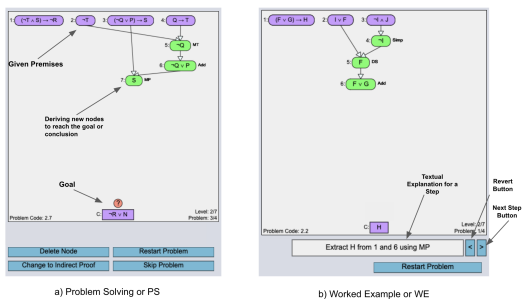 1: (¬T ∧ S) → ¬R
2: ¬T
3: (¬Q ∨ P) → S
4: Q → T
5: ¬Q MT
6: ¬Q ∨ P Add
7: S MP
Given Premises
Deriving new nodes
to reach the goal or
conclusion
Goal
?
C: ¬R ∨ N
Problem Code: 2.7
Level: 2/7
Problem: 3/4
Delete Node
Restart Problem
Change to Indirect Proof
Skip Problem
a) Problem Solving or PS
1: (F ∨ G) → H
2: I ∨ F
3: ¬I ∧ J
4: ¬I Simp
5: F DS
6: F ∨ G Add
Textual
Explanation for a
Step
Revert
Button
Next Step
Button
C: H
Problem Code: 2.2
Level: 2/7
Problem: 1/4
Extract H from 1 and 6 using MP
<
>
Restart Problem
b) Worked Example or WE